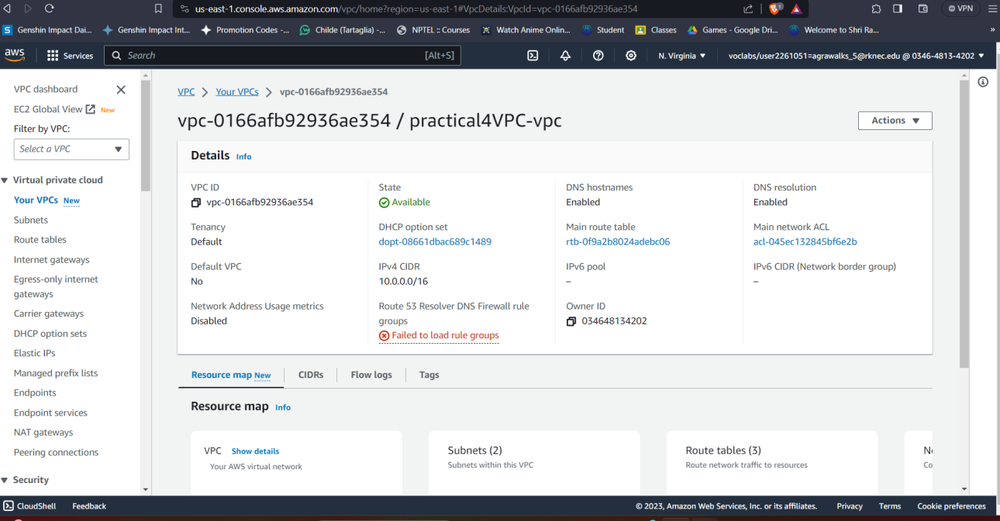 us-east-1.console.aws.amazon.com/vpc/home?region=us-east-1#VpcDetails:VpcId=vpc-0166afb92936ae354
VPN
Genshin Impact Dai...
Genshin Impact Int...
Promotion Codes -...
Childe (Tartaglia) -...
NPTEL :: Courses
Watch Anime Onlin...
Student
Classes
Games - Google Dri...
Welcome to Shri Ra...
»
aws
Services
Search
[Alt+S]
N. Virginia
voclabs/user2261051=agrawalks_5@rknec.edu @ 0346-4813-4202
VPC dashboard
EC2 Global View New
Filter by VPC:
Select a VPC
Virtual private cloud
Your VPCs New
Subnets
Route tables
Internet gateways
Egress-only internet
gateways
Carrier gateways
DHCP option sets
Elastic IPs
Managed prefix lists
Endpoints
Endpoint services
NAT gateways
Peering connections
Security
VPC > Your VPCs > vpc-0166afb92936ae354
vpc-0166afb92936ae354 / practical4VPC-vpc
Actions
Details Info
VPC ID
vpc-0166afb92936ae354
State
Available
DNS hostnames
Enabled
DNS resolution
Enabled
Tenancy
Default
DHCP option set
dopt-08661dbac689c1489
Main route table
rtb-0f9a2b8024adebc06
Main network ACL
acl-045ec132845bf6e2b
Default VPC
No
IPv4 CIDR
10.0.0.0/16
IPv6 pool
–
IPv6 CIDR (Network border group)
–
Network Address Usage metrics
Disabled
Route 53 Resolver DNS Firewall rule
groups
Failed to load rule groups
Owner ID
034648134202
Resource map New
CIDRs
Flow logs
Tags
Resource map Info
VPC Show details
Your AWS virtual network
Subnets (2)
Subnets within this VPC
Route tables (3)
Route network traffic to resources
CloudShell
Feedback
© 2023, Amazon Web Services, Inc. or its affiliates.
Privacy
Terms
Cookie preferences